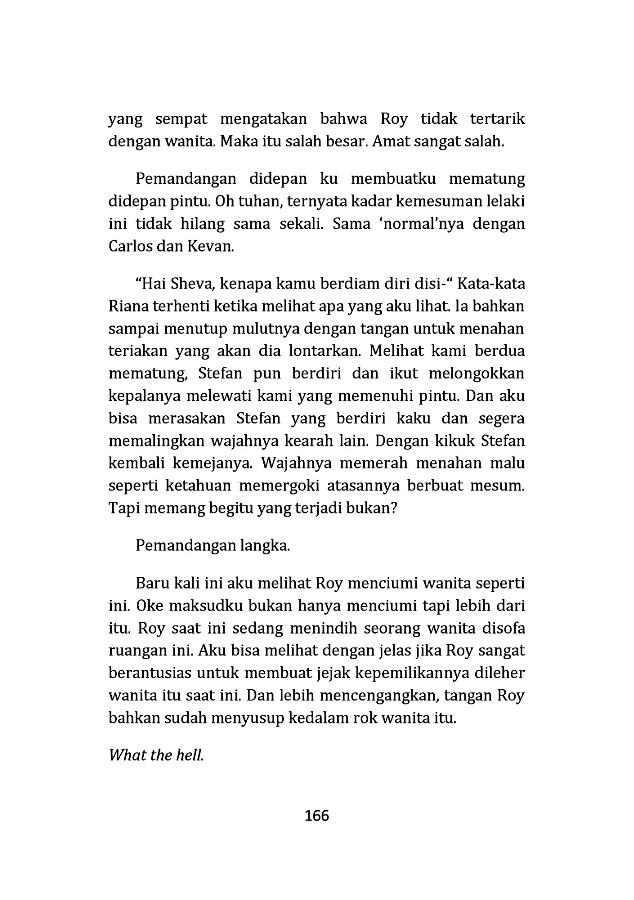 yang sempat mengatakan bahwa Roy tidak tertarik
dengan wanita. Maka itu salah besar. Amat sangat salah.
Pemandangan didepan ku membuatku mematung
didepan pintu. Oh tuhan, ternyata kadar kemesuman lelaki
ini tidak hilang sama sekali. Sama ‘normal’nya dengan
Carlos dan Kevan.
“Hai Sheva, kenapa kamu berdiam diri disi-“ Kata-kata
Riana terhenti ketika melihat apa yang aku lihat. Ia bahkan
sampai menutup mulutnya dengan tangan untuk menahan
teriakan yang akan dia lontarkan. Melihat kami berdua
mematung, Stefan pun berdiri dan ikut melongokkan
kepalanya melewati kami yang memenuhi pintu. Dan aku
bisa merasakan Stefan yang berdiri kaku dan segera
memalingkan wajahnya kearah lain. Dengan kikuk Stefan
kembali kemejanya. Wajahnya memerah menahan malu
seperti ketahuan memergoki atasannya berbuat mesum.
Tapi memang begitu yang terjadi bukan?
Pemandangan langka.
Baru kali ini aku melihat Roy menciumi wanita seperti
ini. Oke maksudku bukan hanya menciumi tapi lebih dari
itu. Roy saat ini sedang menindih seorang wanita disofa
ruangan ini. Aku bisa melihat dengan jelas jika Roy sangat
berantusias untuk membuat jejak kepemilikannya dileher
wanita itu saat ini. Dan lebih mencengangkan, tangan Roy
bahkan sudah menyusup kedalam rok wanita itu.
What the hell.
166